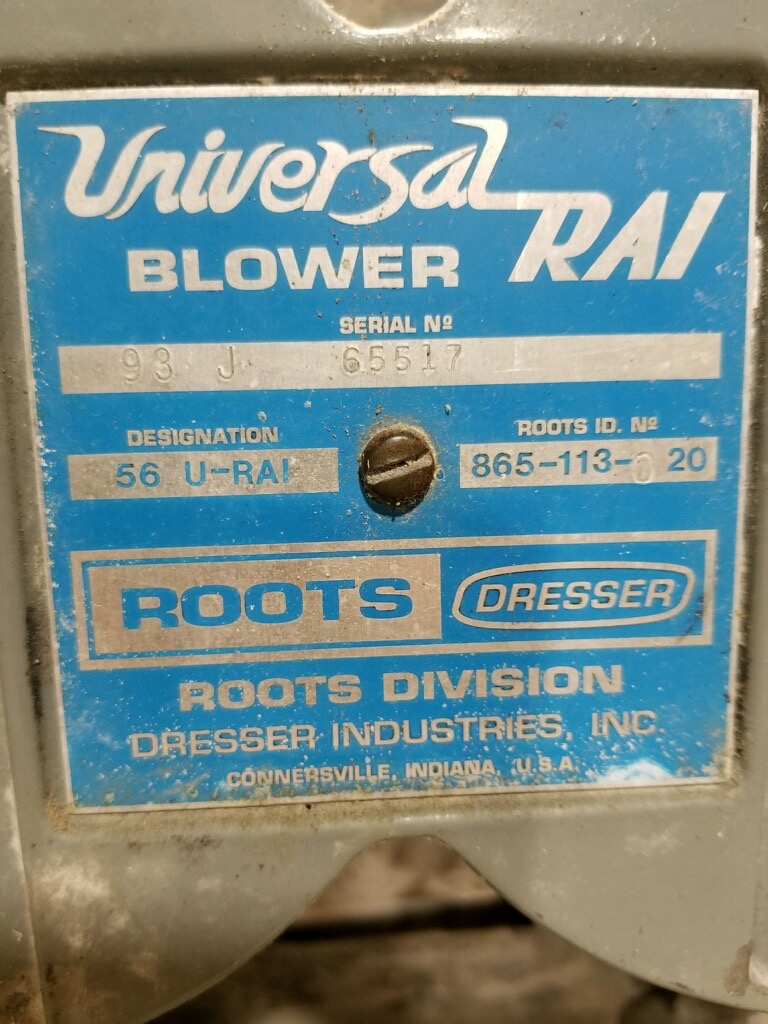 Universal
RAI
BLOWER
SERIAL Nº
93 J 65517
DESIGNATION
ROOTS ID. Nº
56 U-RAI
865-113-0 20
ROOTS
DRESSER
ROOTS DIVISION
DRESSER INDUSTRIES, INC.
CONNERSVILLE, INDIANA, U.S.A.